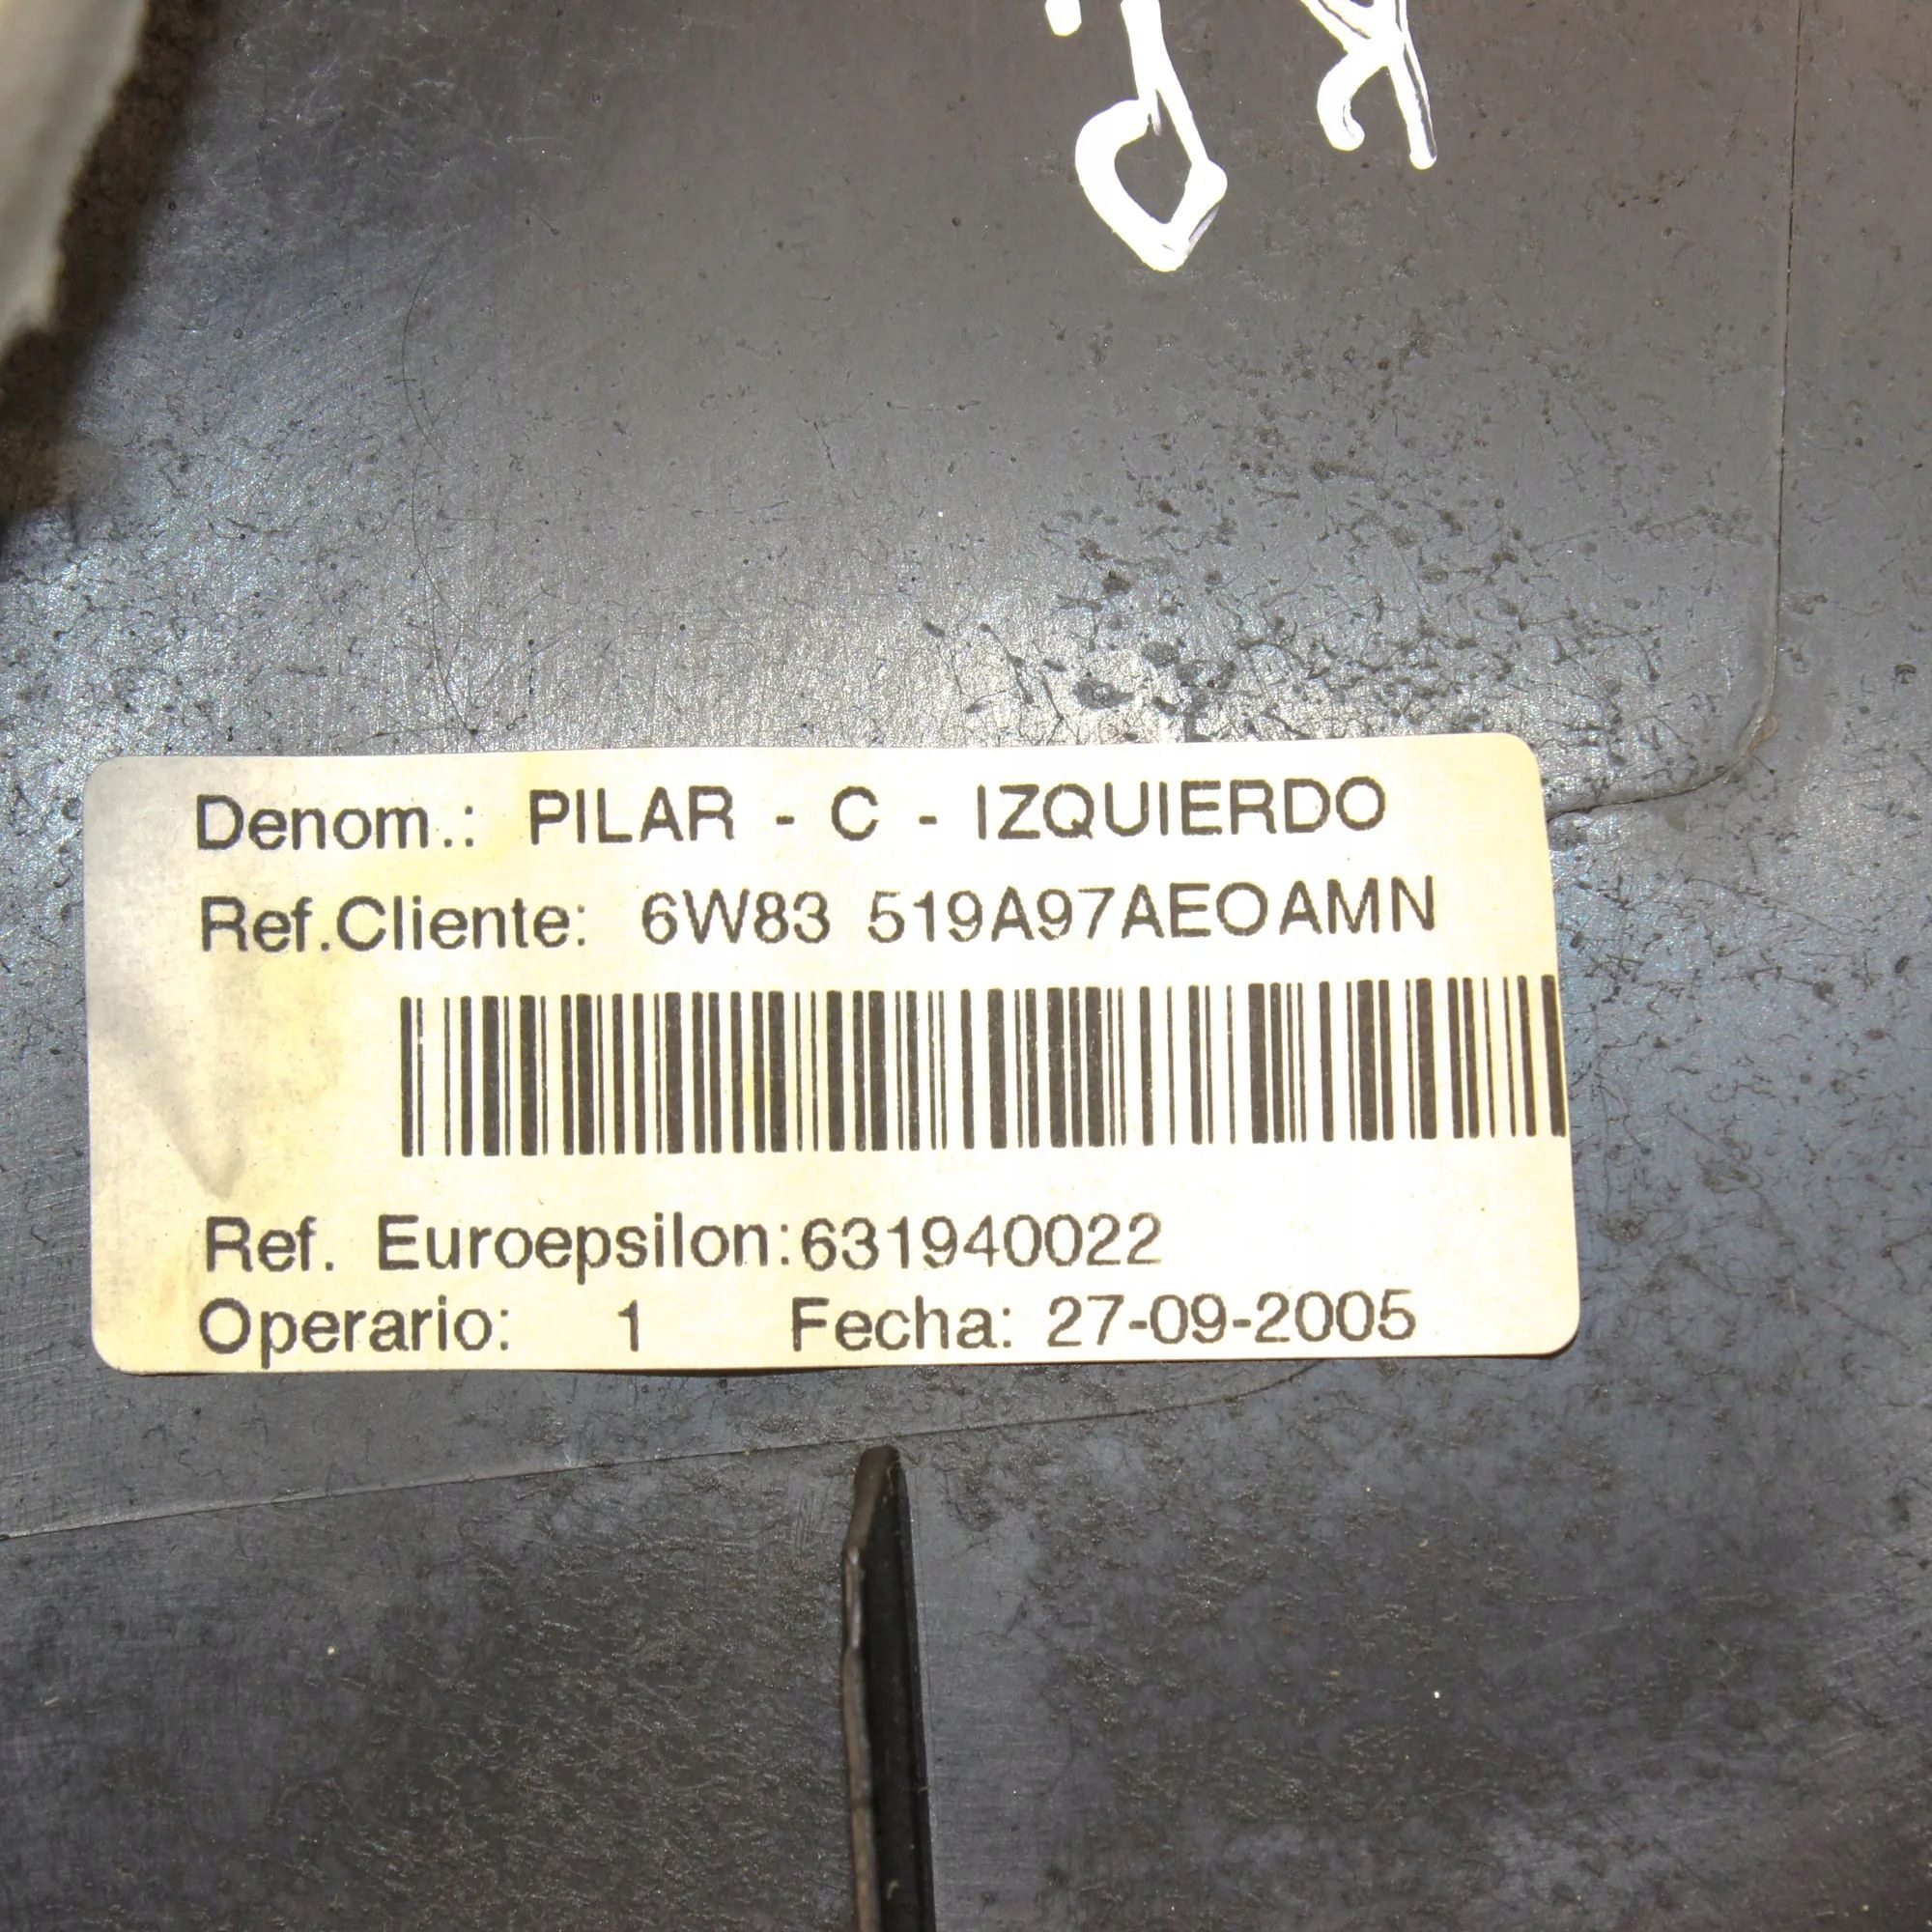 Denom.: PILAR - C - IZQUIERDO
Ref.Cliente: 6W83 519A97AEOAMN
Ref. Euroepsilon:631940022
Operario: 1 Fecha: 27-09-2005